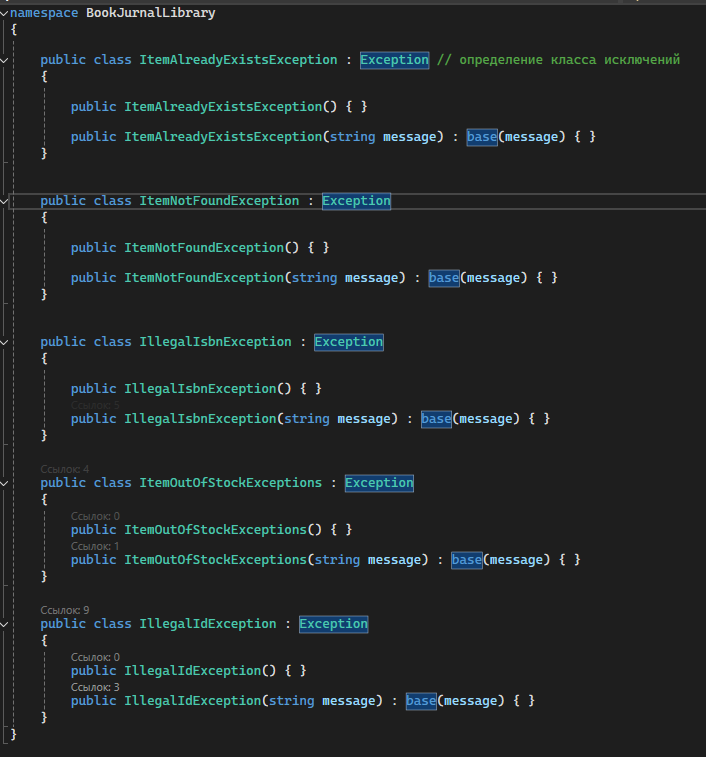 namespace BookJurnalLibrary
{
public class ItemAlreadyExistsException : Exception // определение класса исключений
{
public ItemAlreadyExistsException() { }
public ItemAlreadyExistsException(string message) : base(message) { }
}
public class ItemNotFoundException : Exception
{
public ItemNotFoundException() { }
public ItemNotFoundException(string message) : base(message) { }
}
public class IllegalIsbnException : Exception
{
public IllegalIsbnException() { }
Ссылок: 3
public IllegalIsbnException(string message) : base(message) { }
}
Ссылок: 4
public class ItemOutOfStockExceptions : Exception
{
Ссылок: 0
public ItemOutOfStockExceptions() { }
Ссылок: 1
public ItemOutOfStockExceptions(string message) : base(message) { }
}
Ссылок: 9
public class IllegalIdException : Exception
{
Ссылок: 0
public IllegalIdException() { }
Ссылок: 3
public IllegalIdException(string message) : base(message) { }
}
}